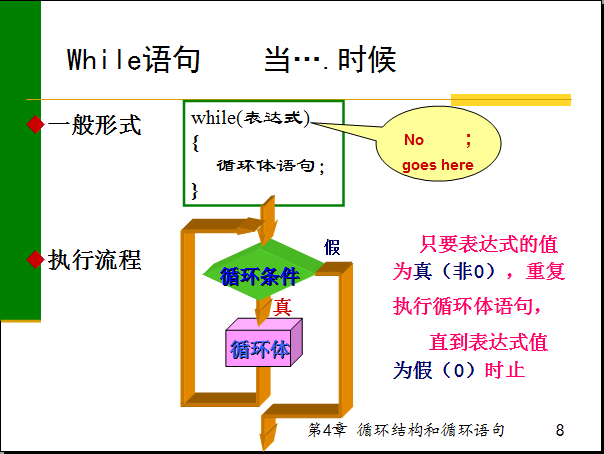 While语句 当….时候
一般形式
while(表达式)
{
循环体语句;
}
No ;
goes here
执行流程
循环条件
假
真
循环体
只要表达式的值
为真（非0），重复
执行循环体语句，
直到表达式值
为假（0）时止
第4章 循环结构和循环语句 8